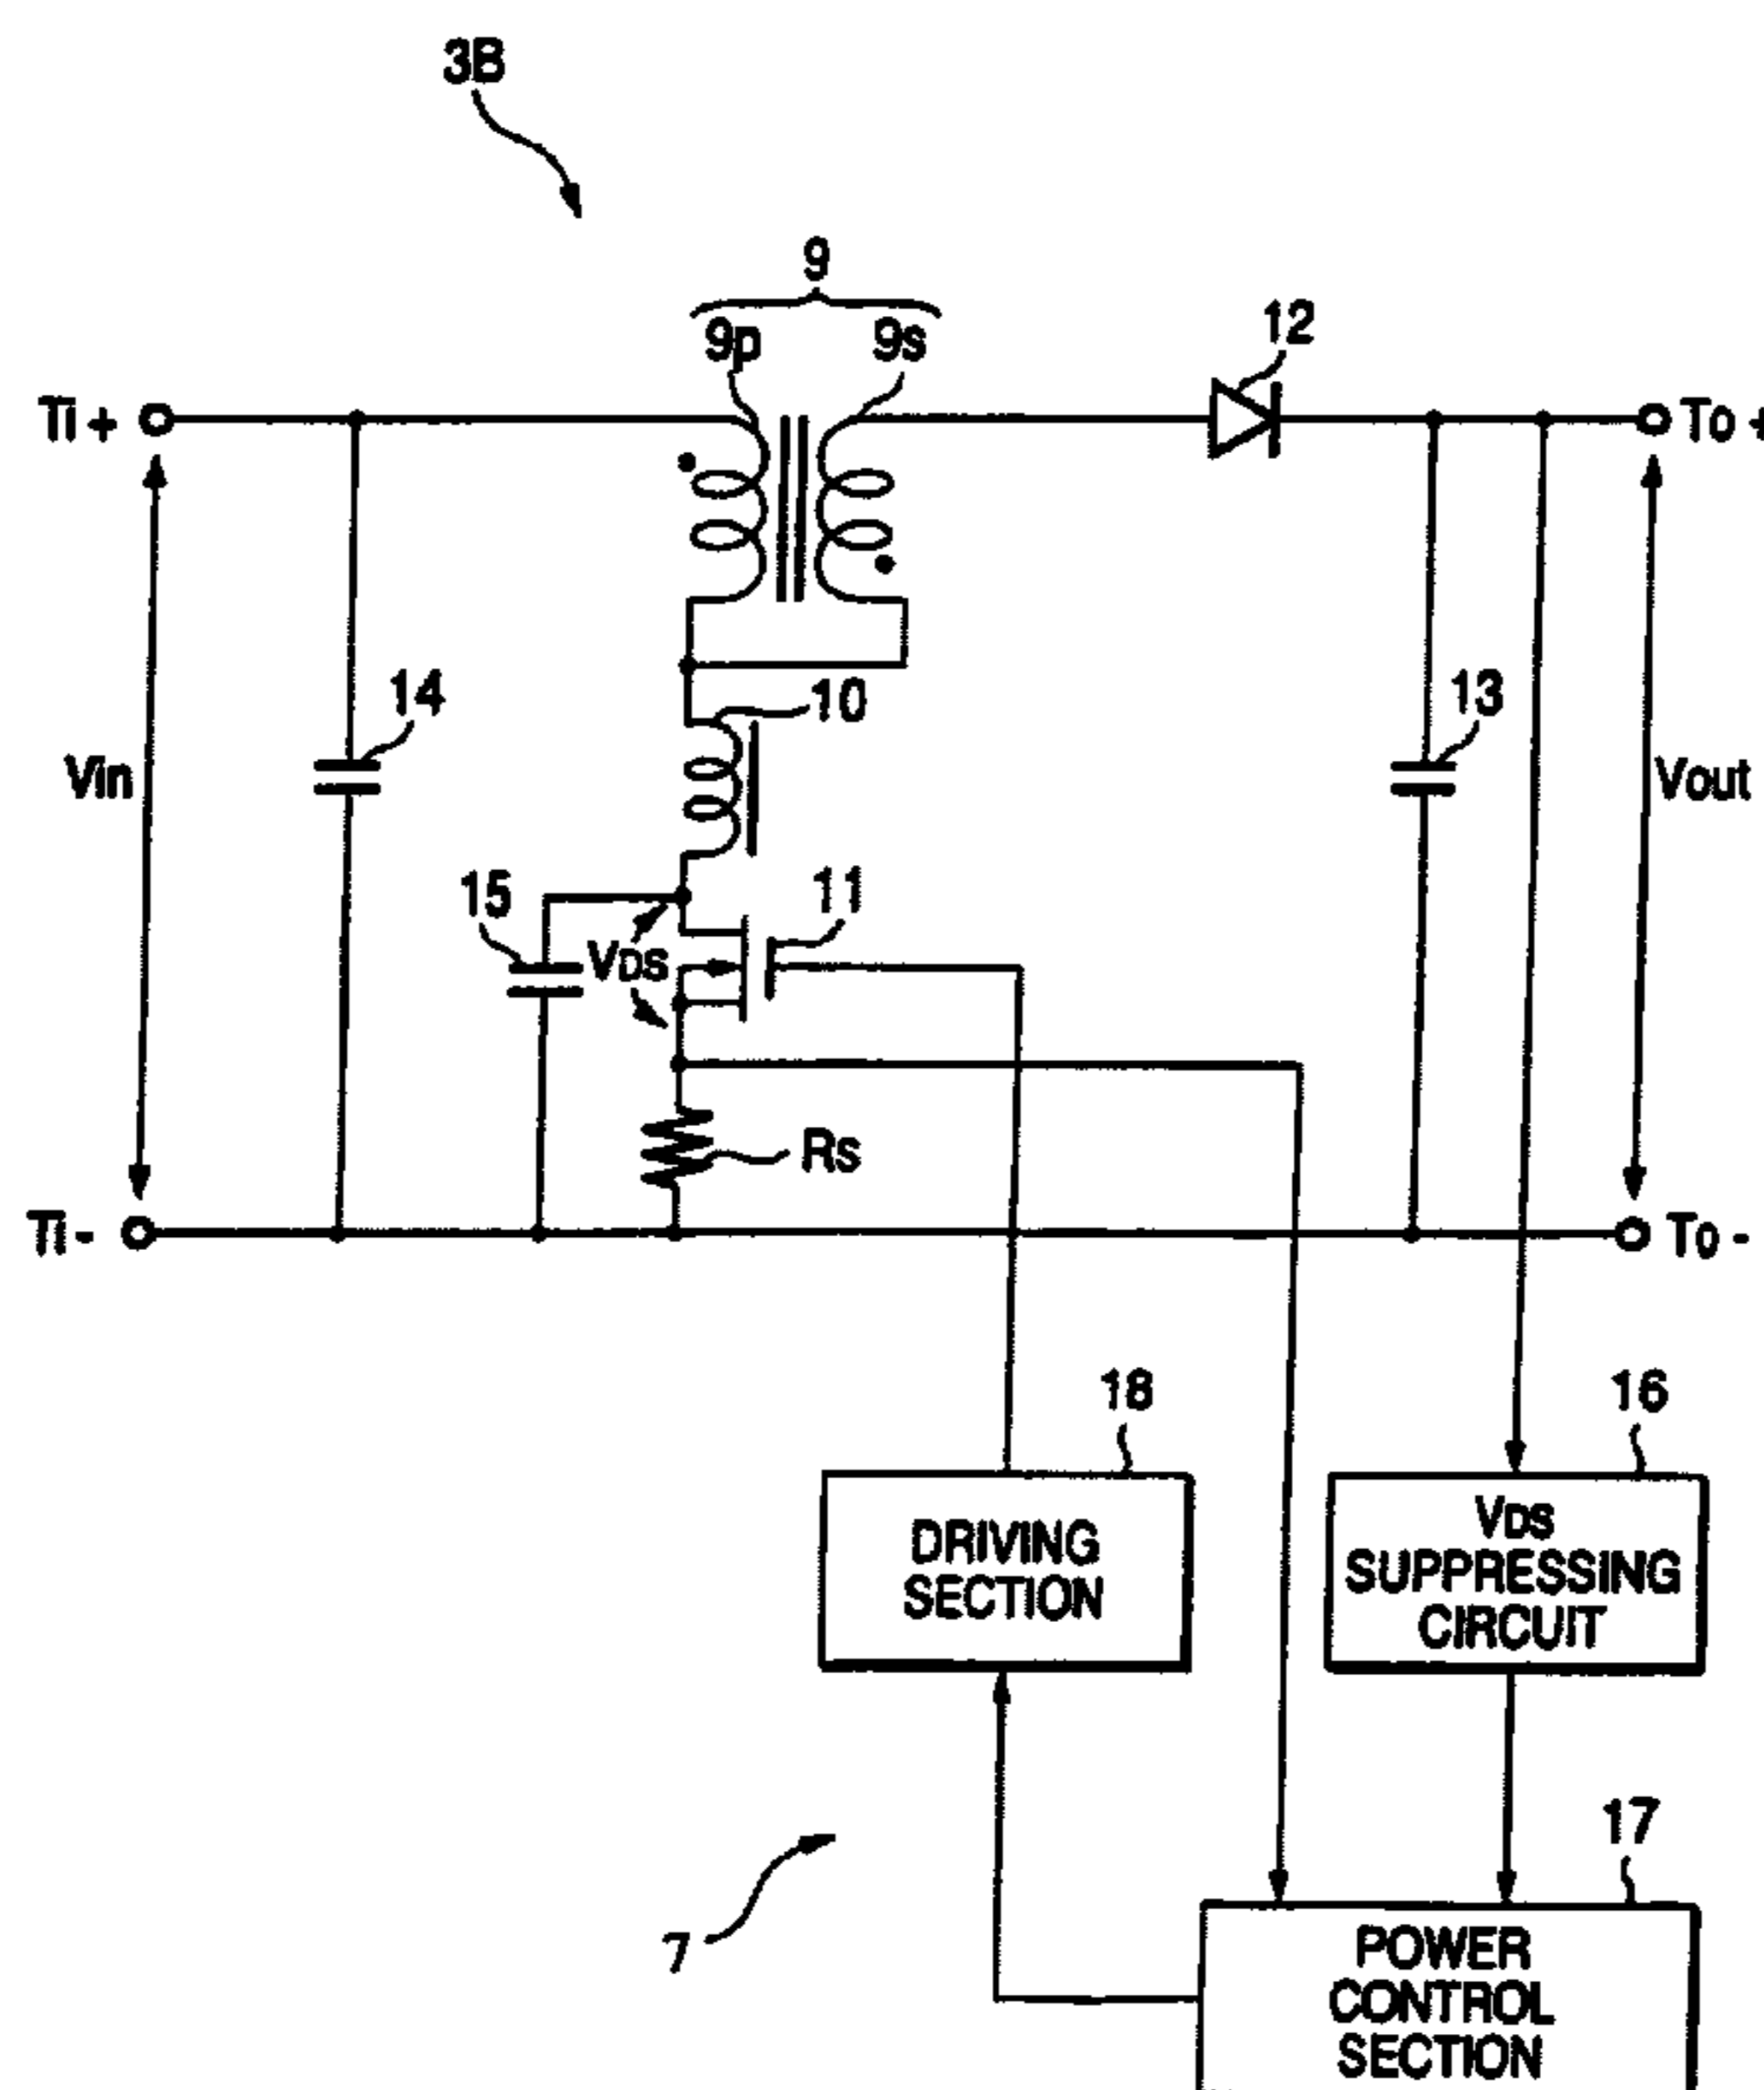 3B
9
9p 9s
12
Ti + To +
14 10 13
Vin Vout
15 11
VDS
Rs
Ti - To -
18 16
DRIVING
SECTION
VDS
SUPPRESSING
CIRCUIT
17
7
POWER
CONTROL
SECTION